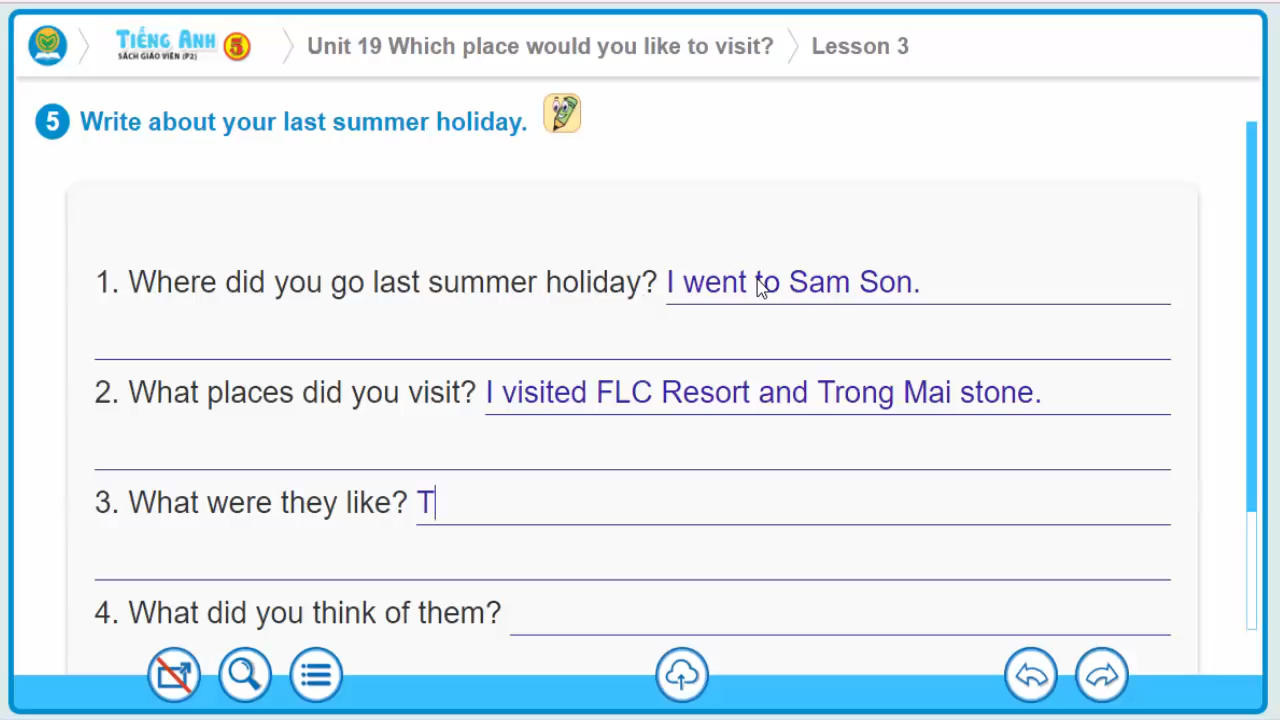 TIẾNG ANH 5
SÁCH GIÁO VIÊN (P2)
Unit 19 Which place would you like to visit?
Lesson 3
5 Write about your last summer holiday.
1. Where did you go last summer holiday? I went to Sam Son.
2. What places did you visit? I visited FLC Resort and Trong Mai stone.
3. What were they like? T
4. What did you think of them?